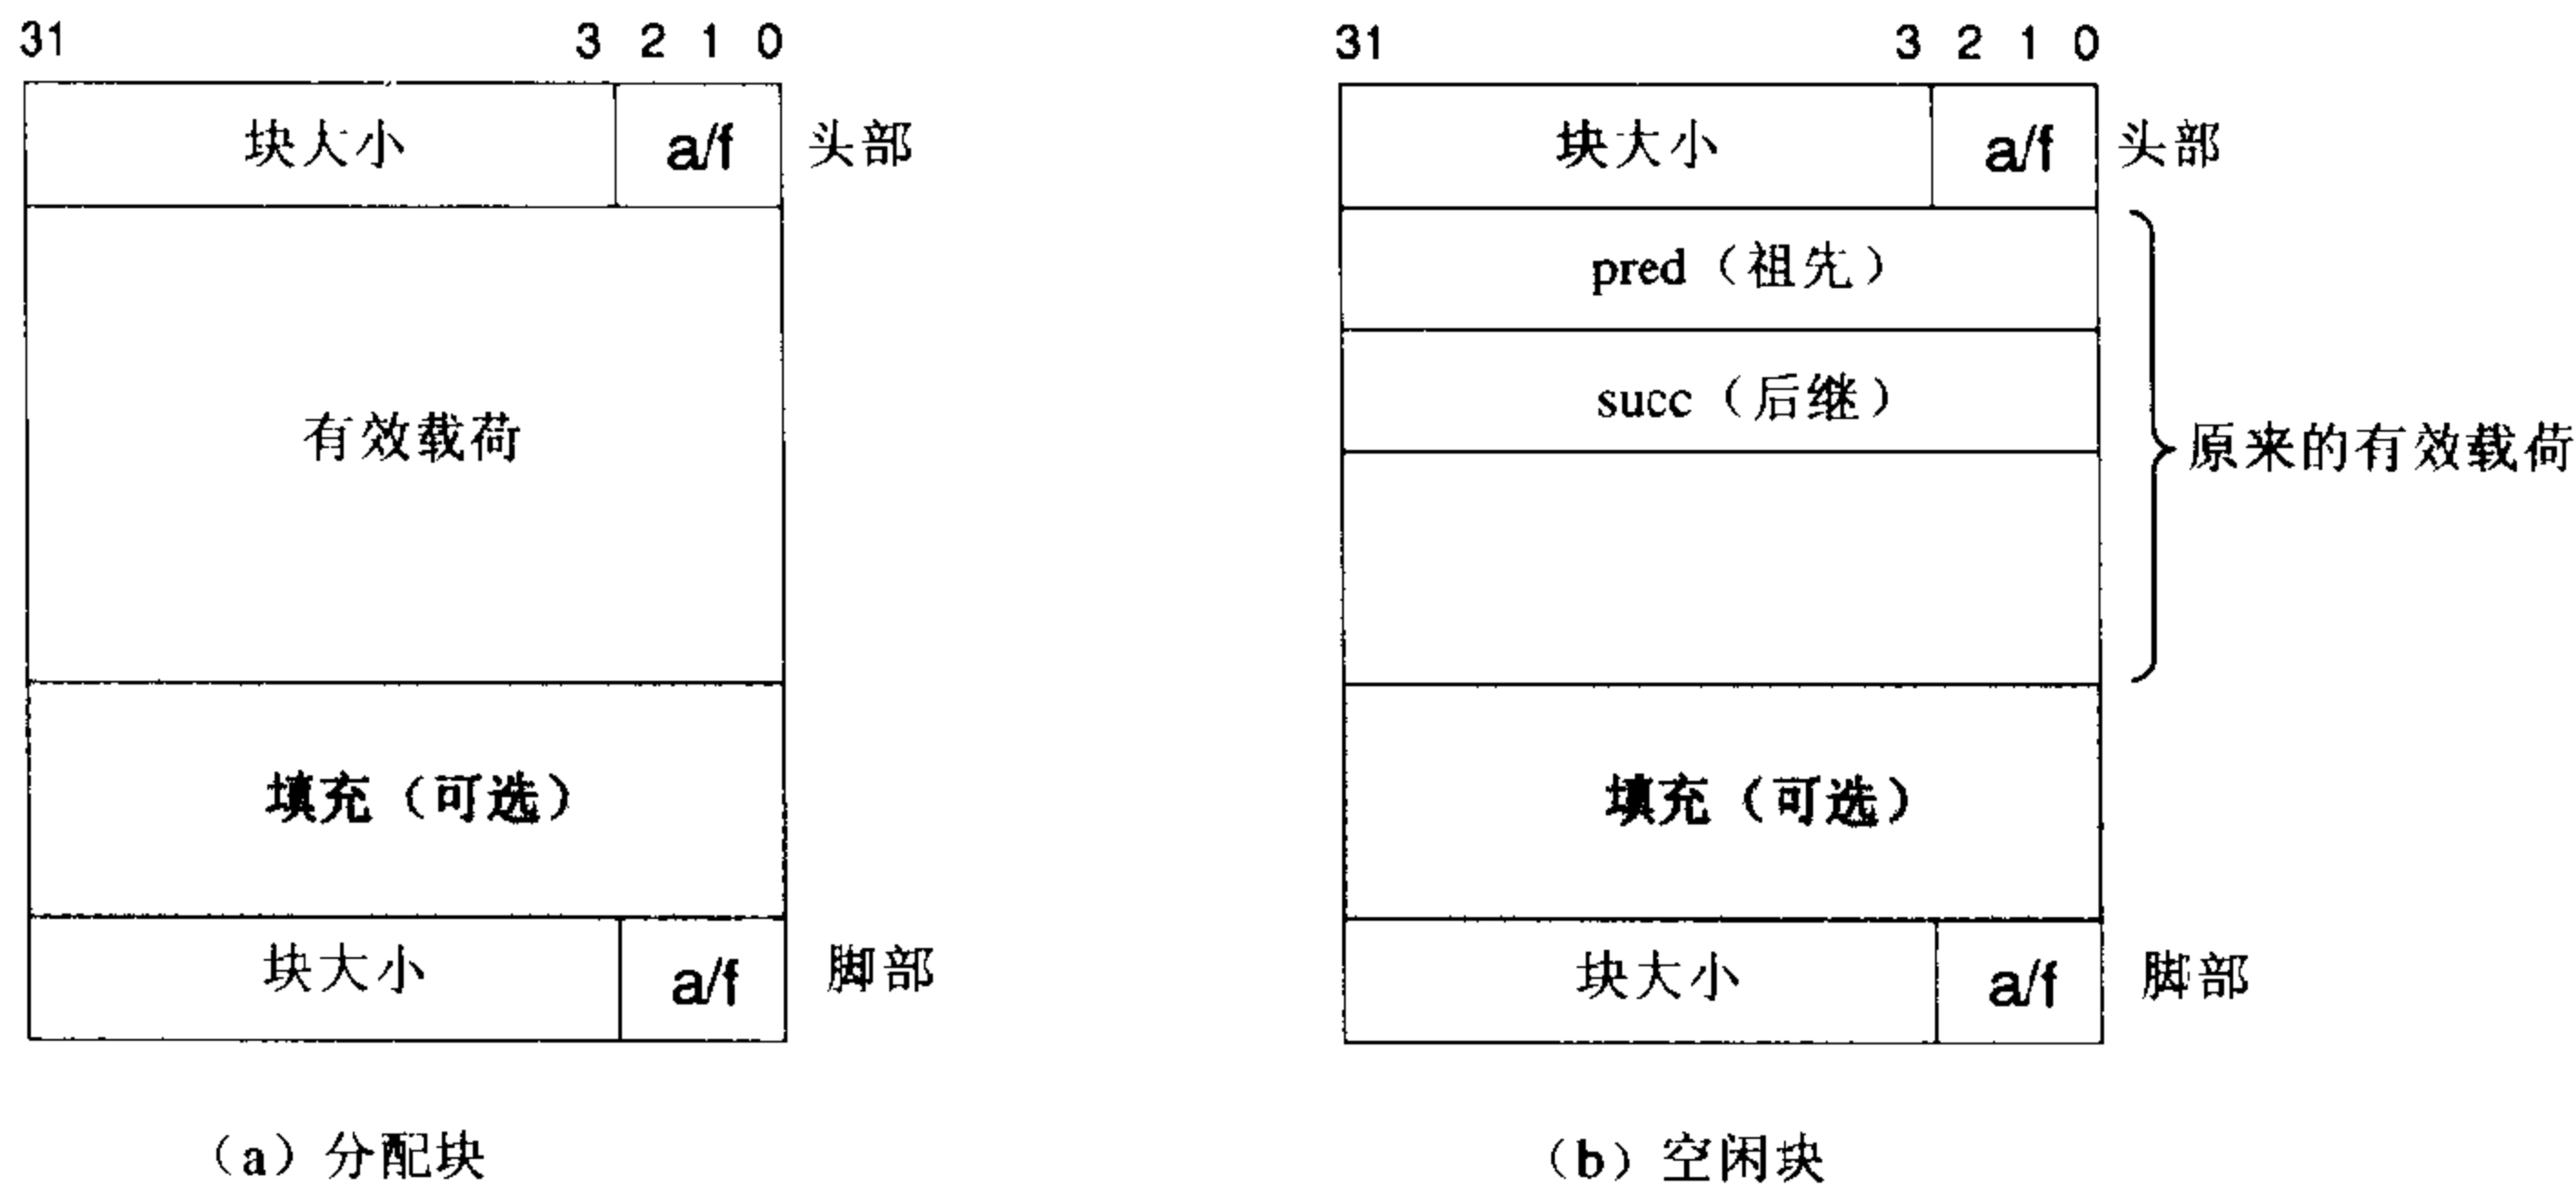 31 3 2 1 0
块大小 a/f 头部
有效载荷
填充（可选）
块大小 a/f 脚部
（a）分配块
31 3 2 1 0
块大小 a/f 头部
pred（祖先）
succ（后继）
原来的有效载荷
填充（可选）
块大小 a/f 脚部
（b）空闲块